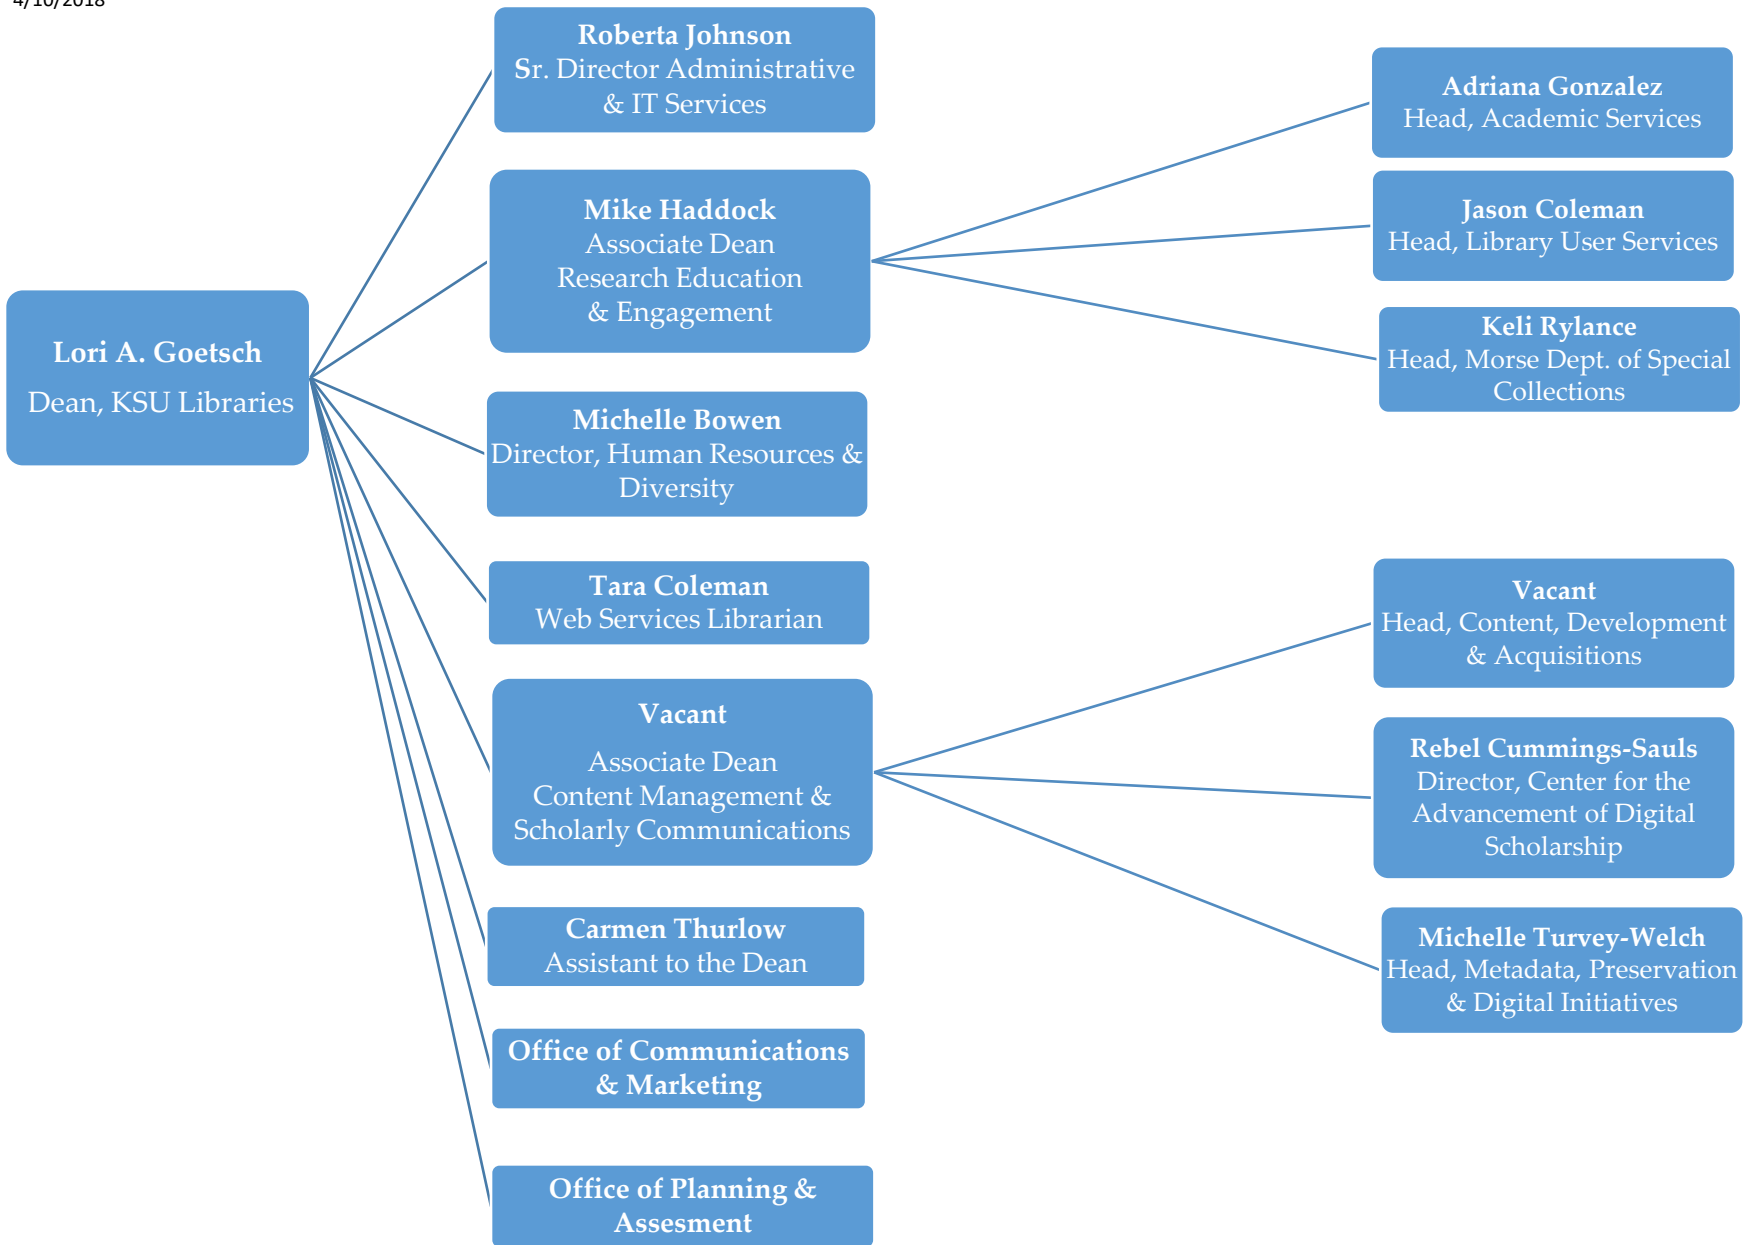 4/10/2018
Roberta Johnson
Sr. Director Administrative
& IT Services
Mike Haddock
Associate Dean
Research Education
& Engagement
Lori A. Goetsch
Dean, KSU Libraries
Michelle Bowen
Director, Human Resources &
Diversity
Tara Coleman
Web Services Librarian
Vacant
Associate Dean
Content Management &
Scholarly Communications
Carmen Thurlow
Assistant to the Dean
Office of Communications
& Marketing
Office of Planning &
Assesment
Adriana Gonzalez
Head, Academic Services
Jason Coleman
Head, Library User Services
Keli Rylance
Head, Morse Dept. of Special
Collections
Vacant
Head, Content, Development
& Acquisitions
Rebel Cummings-Sauls
Director, Center for the
Advancement of Digital
Scholarship
Michelle Turvey-Welch
Head, Metadata, Preservation
& Digital Initiatives